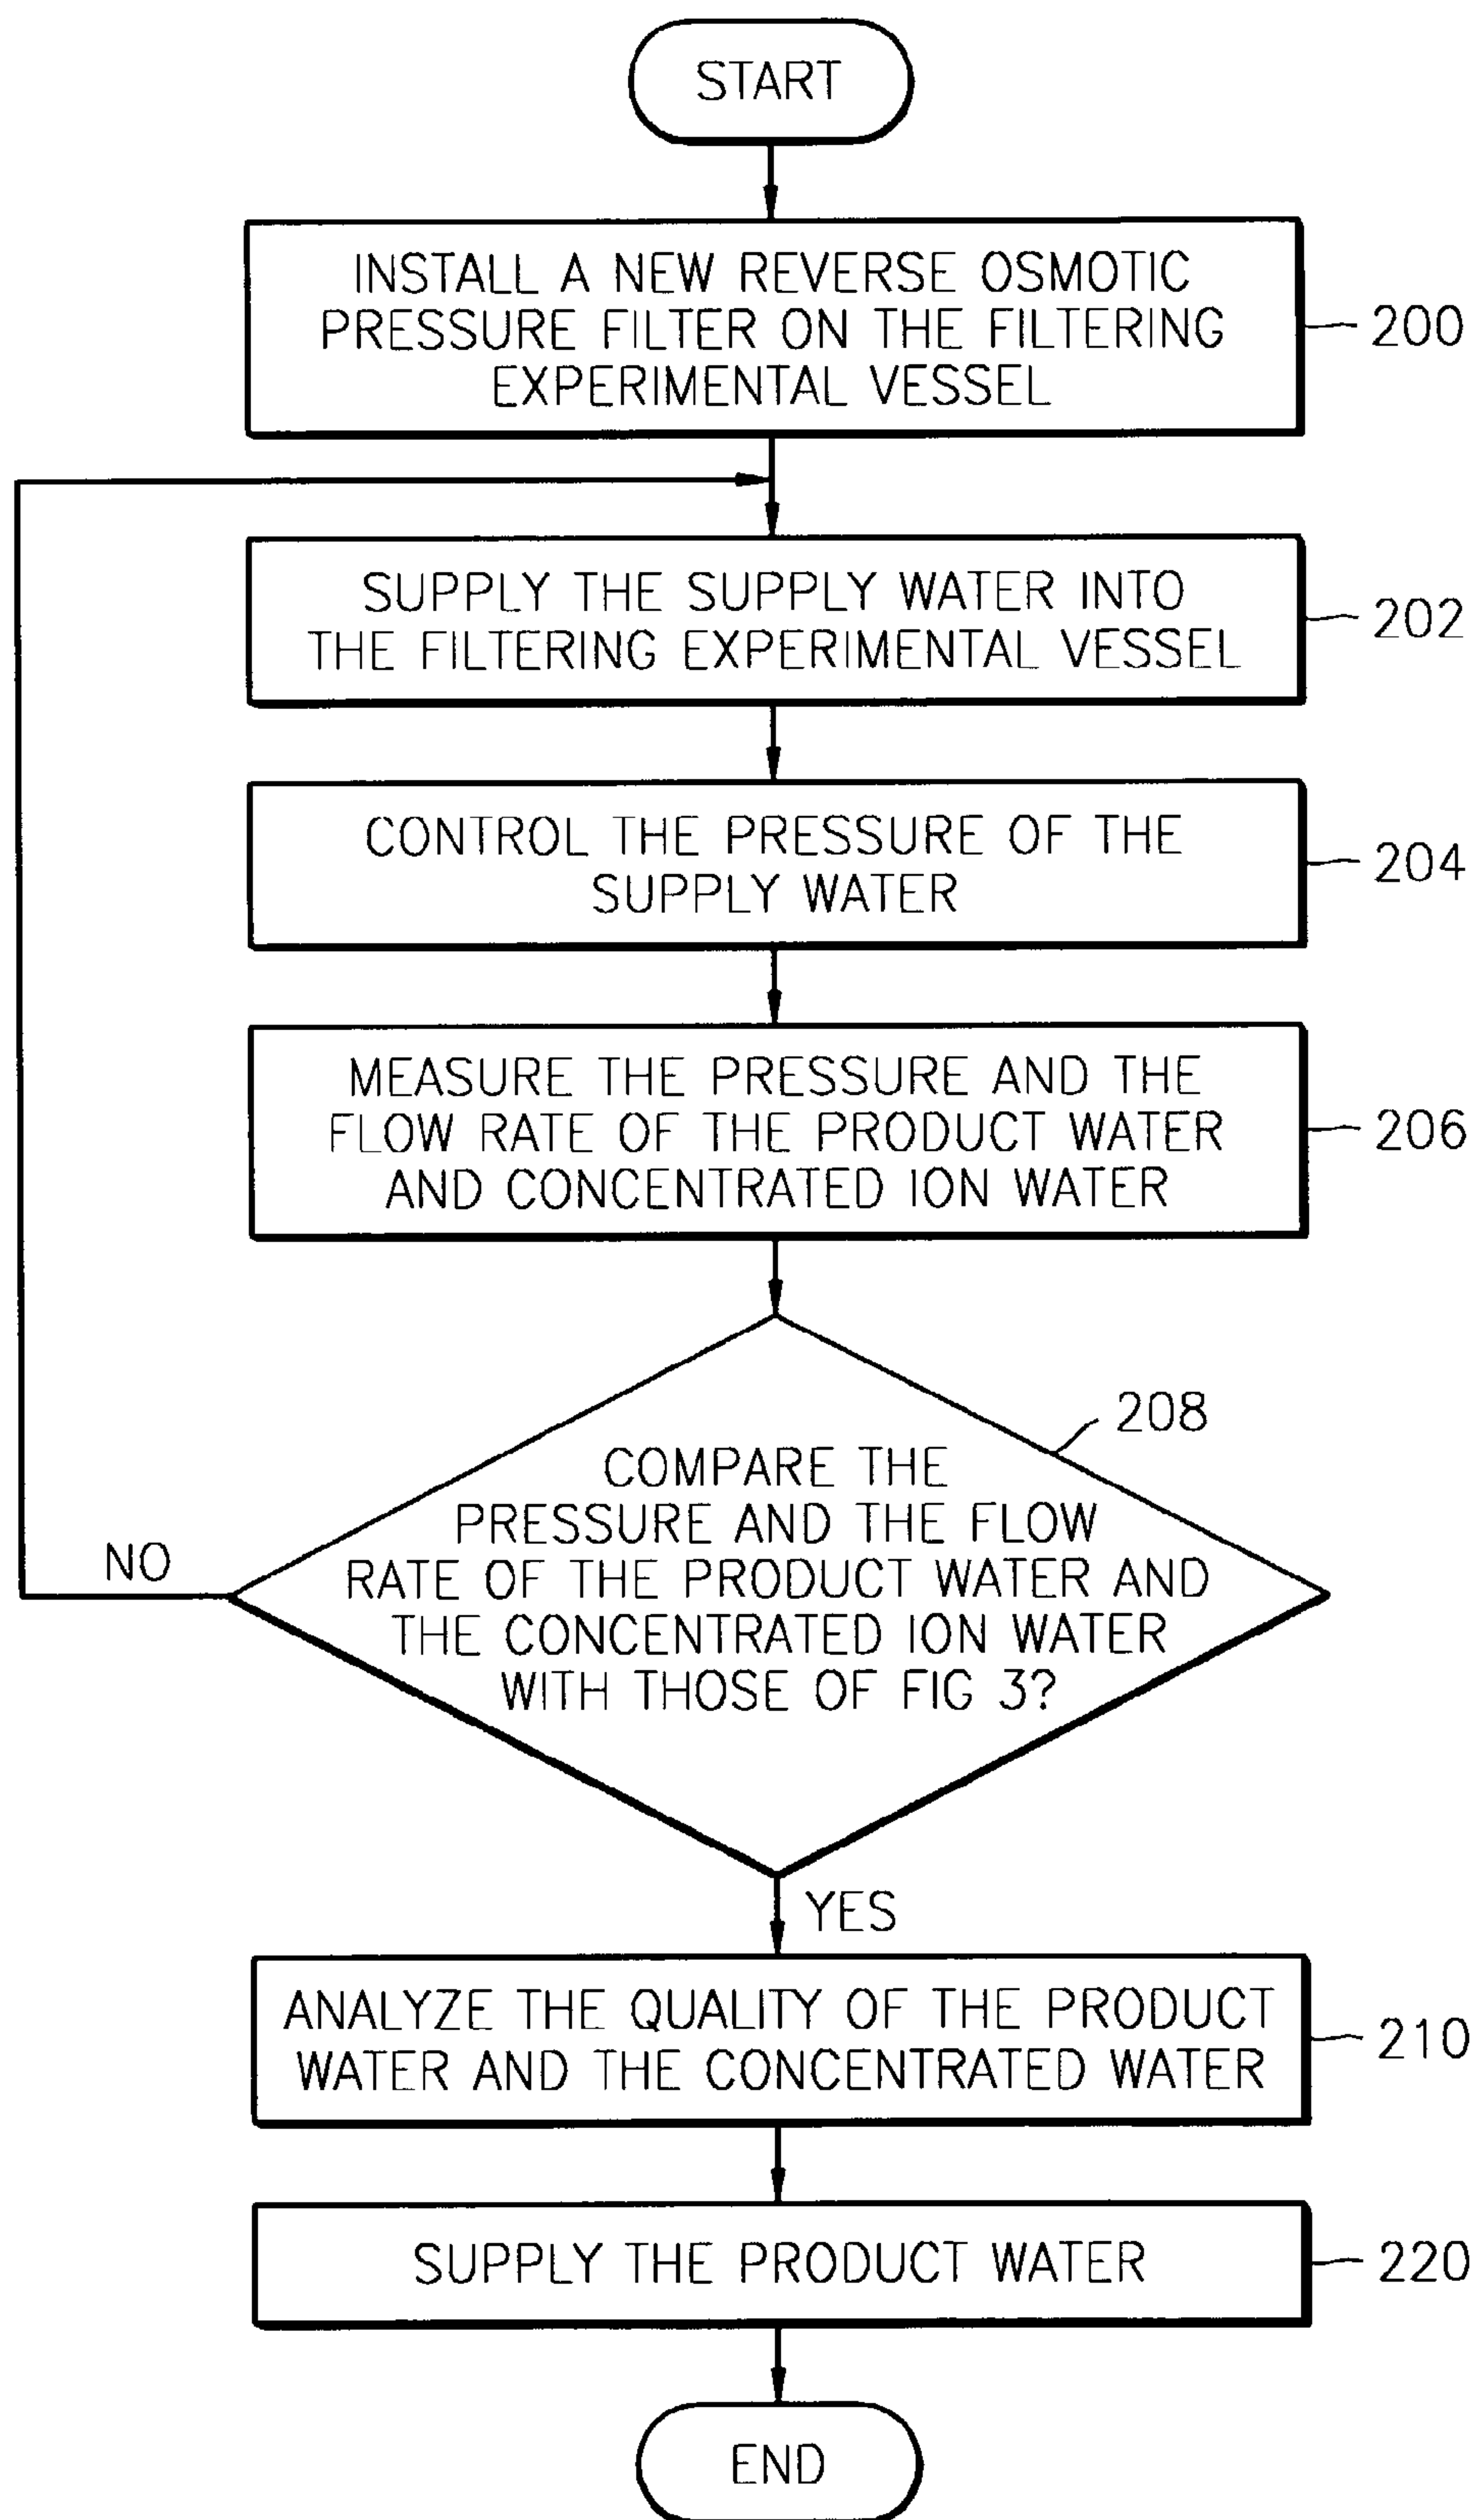 START
INSTALL A NEW REVERSE OSMOTIC
PRESSURE FILTER ON THE FILTERING
EXPERIMENTAL VESSEL
200
SUPPLY THE SUPPLY WATER INTO
THE FILTERING EXPERIMENTAL VESSEL
202
CONTROL THE PRESSURE OF THE
SUPPLY WATER
204
MEASURE THE PRESSURE AND THE
FLOW RATE OF THE PRODUCT WATER
AND CONCENTRATED ION WATER
206
208
COMPARE THE
PRESSURE AND THE FLOW
RATE OF THE PRODUCT WATER AND
THE CONCENTRATED ION WATER
WITH THOSE OF FIG 3?
NO
YES
ANALYZE THE QUALITY OF THE PRODUCT
WATER AND THE CONCENTRATED WATER
210
SUPPLY THE PRODUCT WATER
220
END